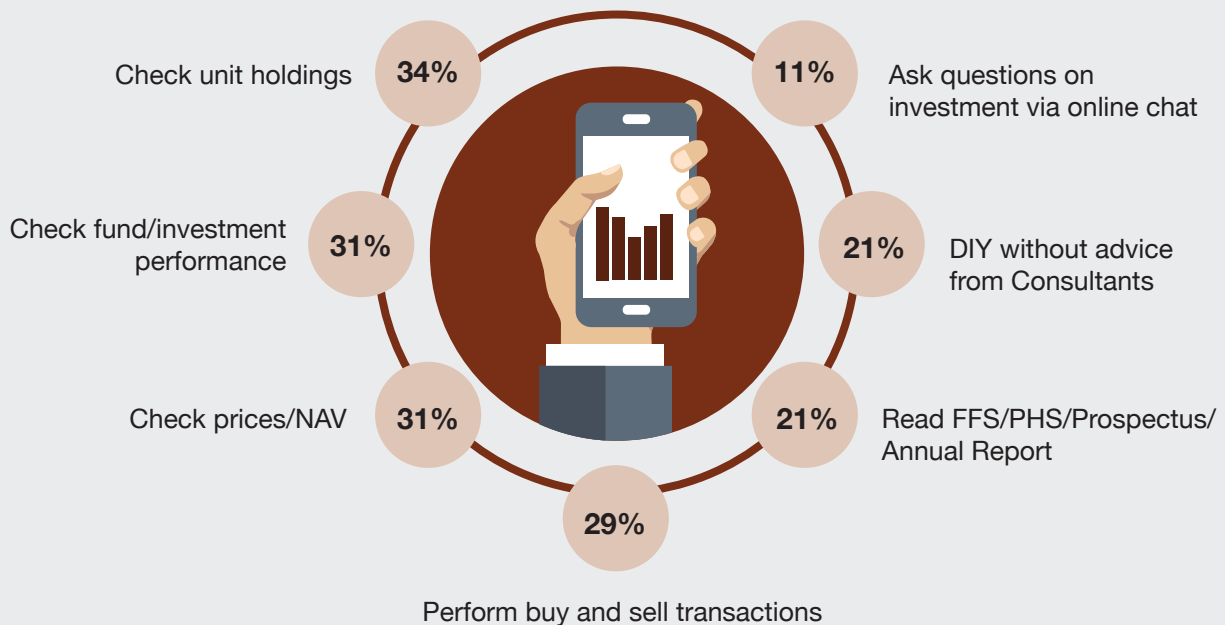 Check unit holdings
34%
11%
Ask questions on
investment via online chat
Check fund/investment
performance
31%
21%
DIY without advice
from Consultants
Check prices/NAV
31%
21%
Read FFS/PHS/Prospectus/
Annual Report
29%
Perform buy and sell transactions